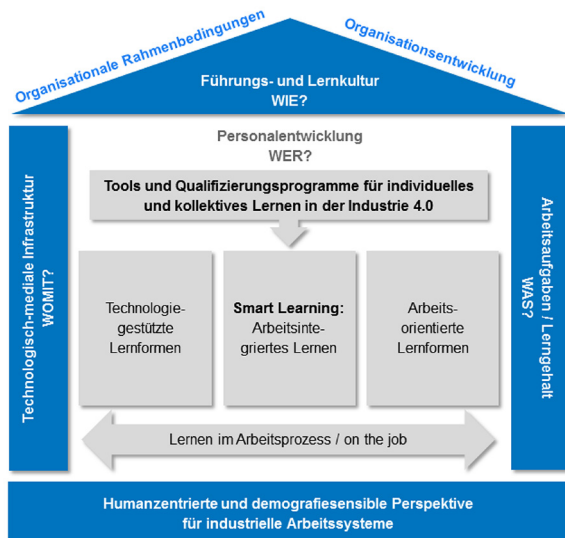 Organisationale Rahmenbedingungen
Organisationsentwicklung
Führungs- und Lernkultur
WIE?
Technologisch-mediale Infrastruktur
WOMIT?
Personalentwicklung
WER?
Tools und Qualifizierungsprogramme für individuelles
und kollektives Lernen in der Industrie 4.0
Technologie-
gestützte
Lernformen
Smart Learning:
Arbeitsinte-
griertes Lernen
Arbeits-
orientierte
Lernformen
Lernen im Arbeitsprozess / on the job
Arbeitsaufgaben / Lerngehalt
WAS?
Humanzentrierte und demografiesensible Perspektive
für industrielle Arbeitssysteme